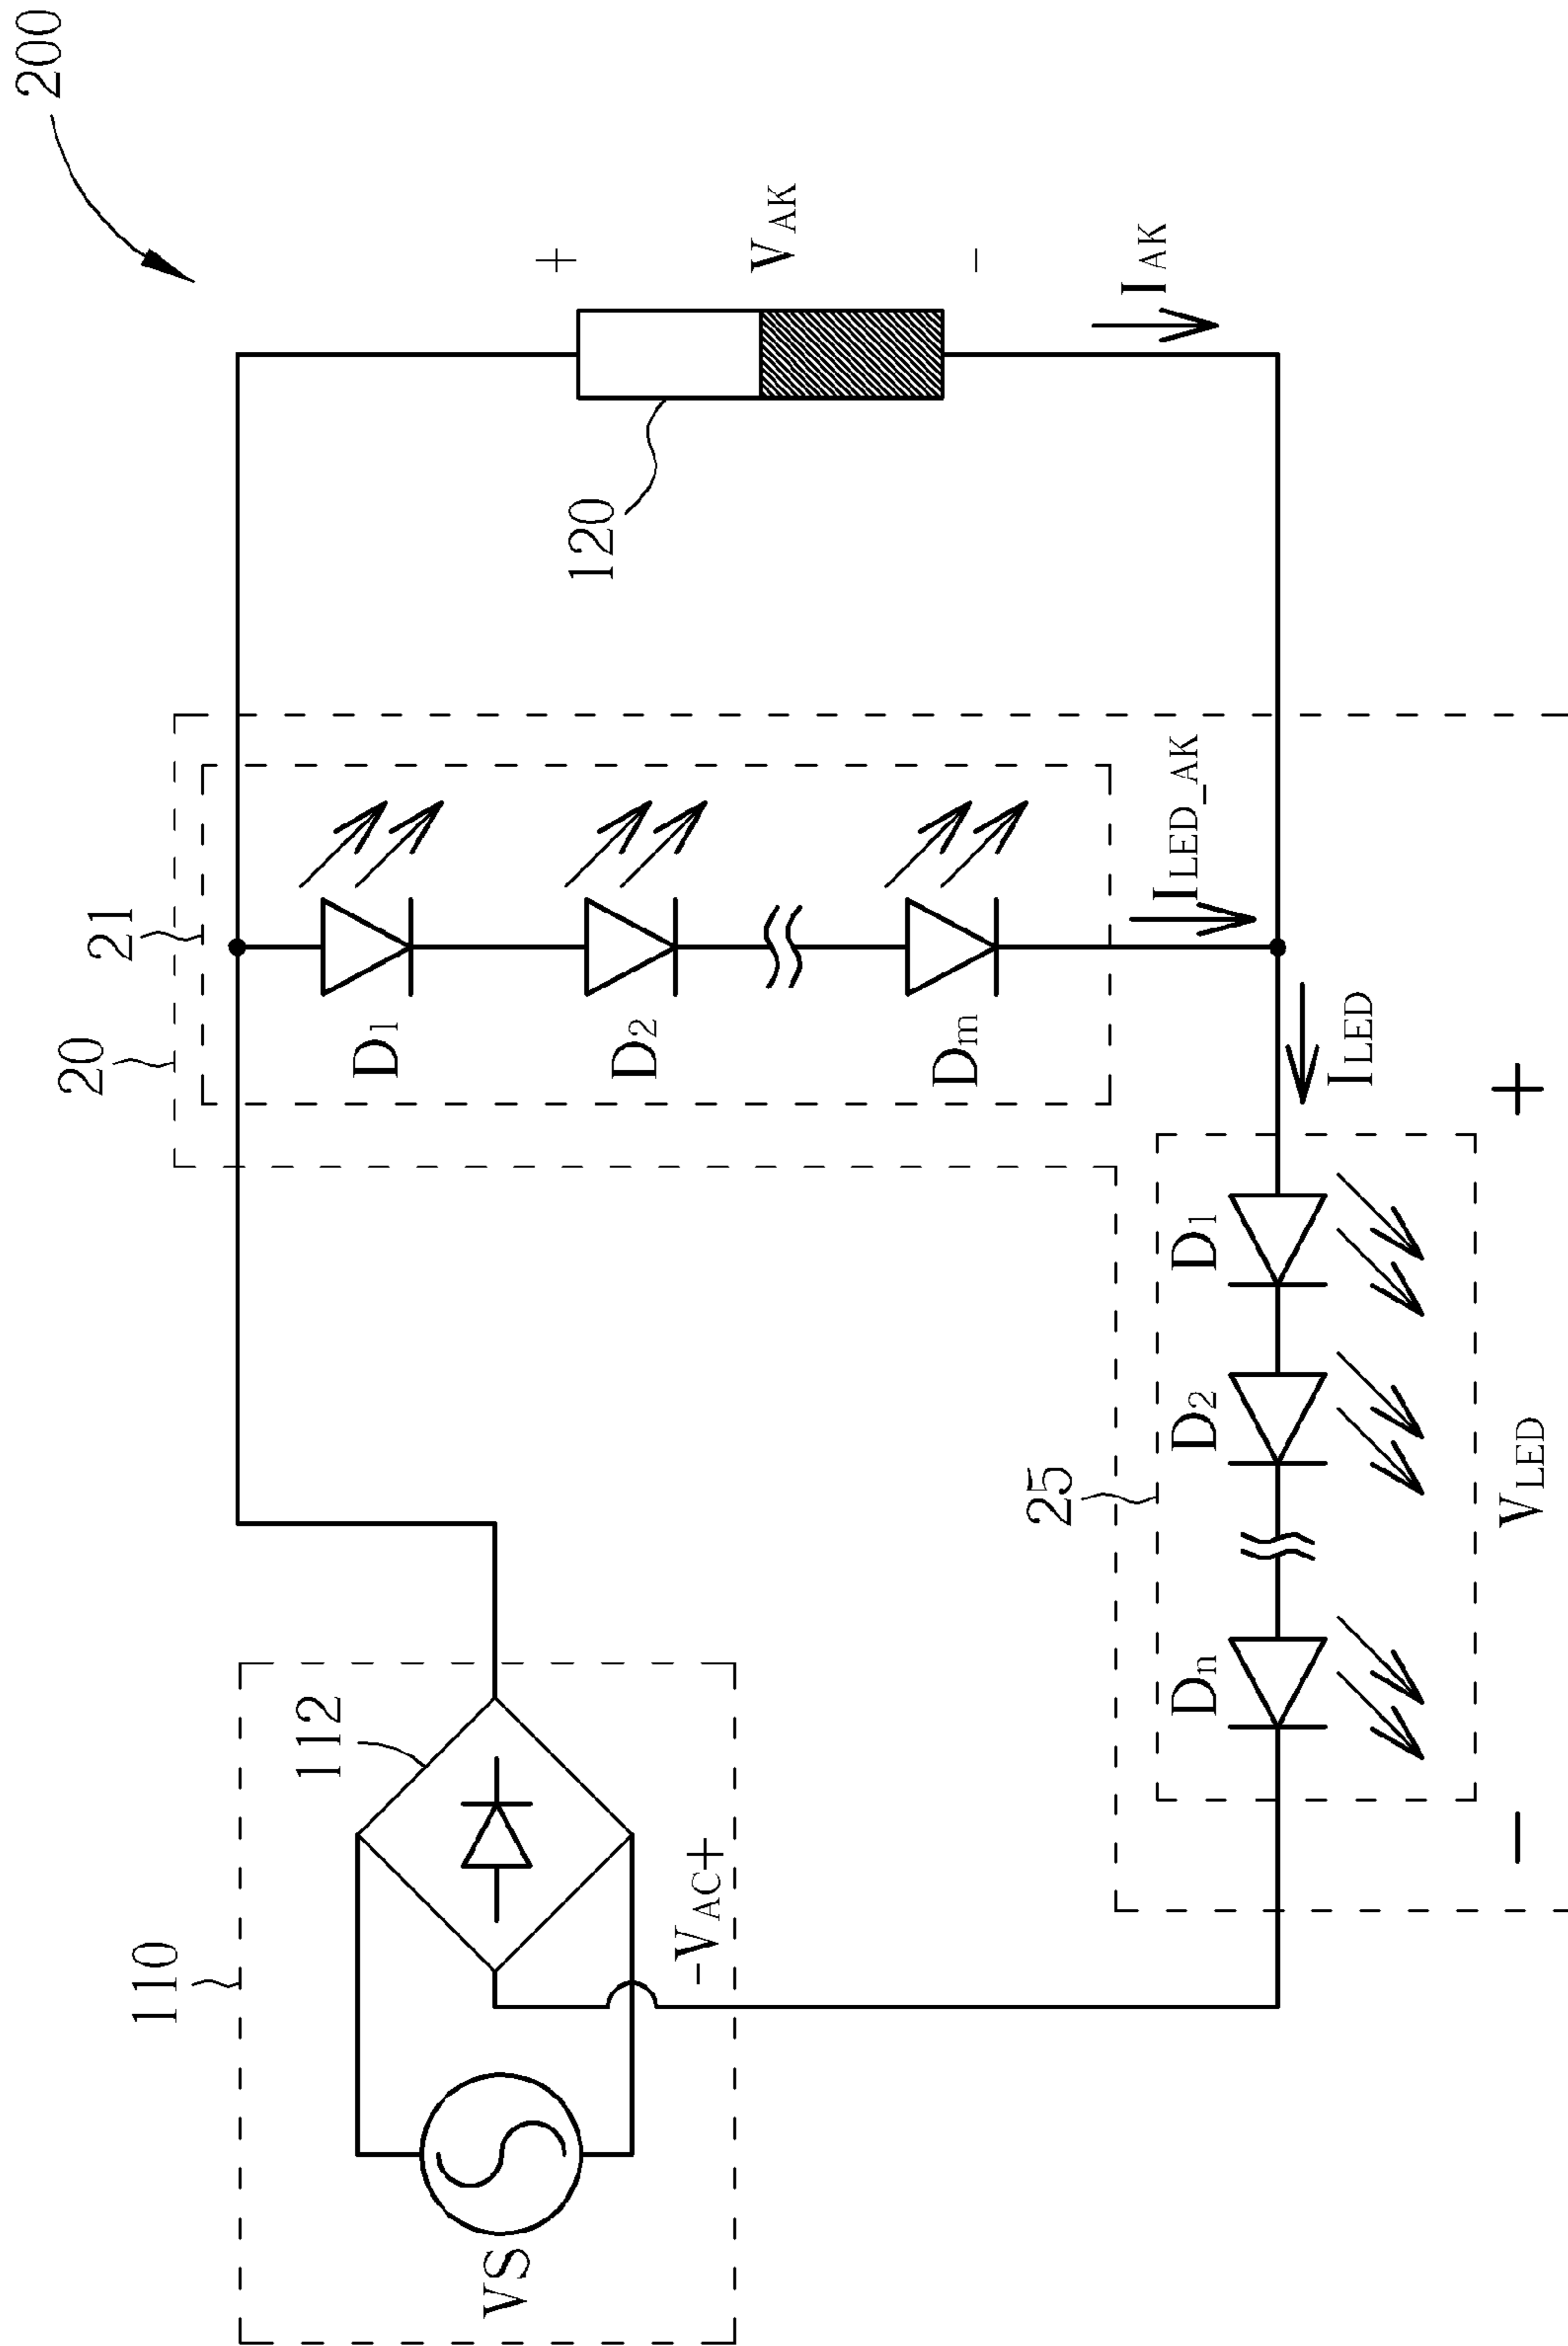 200
20
21
110
112
VS
-VAC+
D1
D2
Dm
120
+
VAK
-
IAK
ILED_AK
ILED
25
Dn
D2
D1
- VLED +